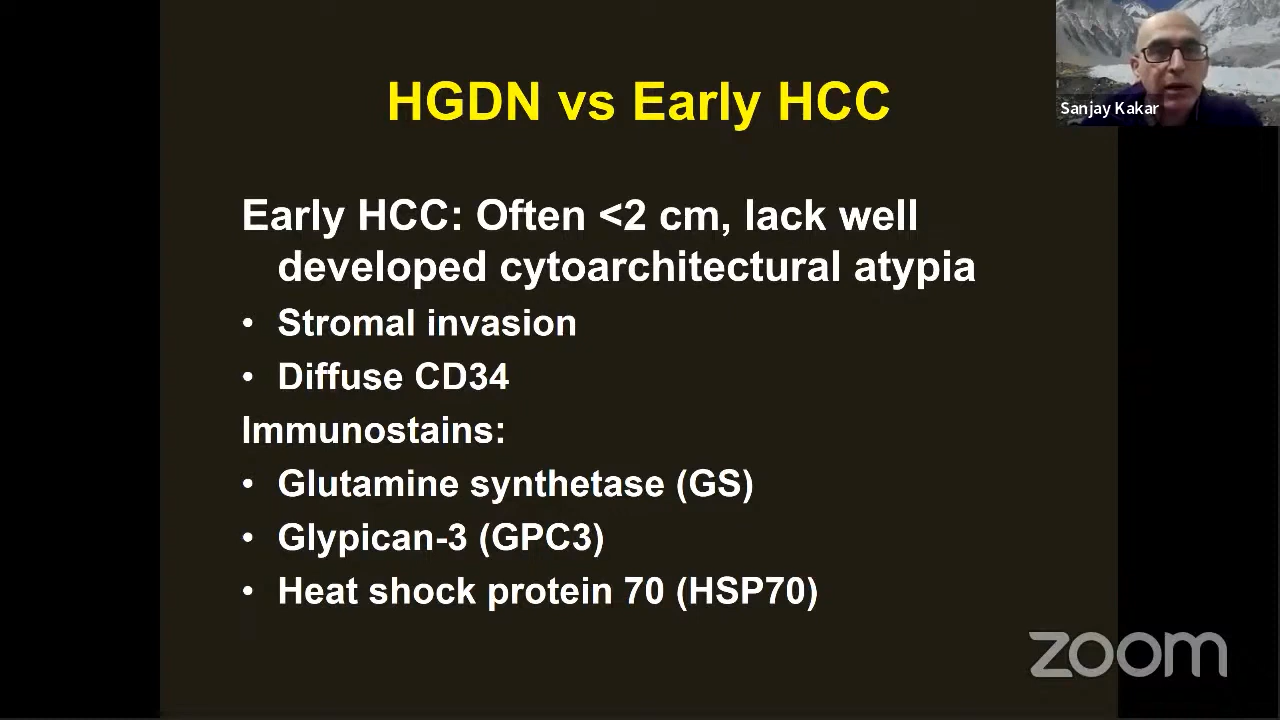 HGDN vs Early HCC
Sanjay Kakar
Early HCC: Often <2 cm, lack well
developed cytoarchitectural atypia
• Stromal invasion
• Diffuse CD34
Immunostains:
• Glutamine synthetase (GS)
• Glypican-3 (GPC3)
• Heat shock protein 70 (HSP70)
zoom